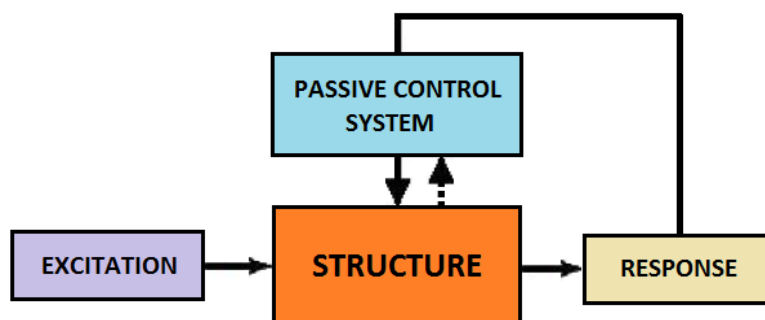 PASSIVE CONTROL
SYSTEM
EXCITATION
STRUCTURE
RESPONSE